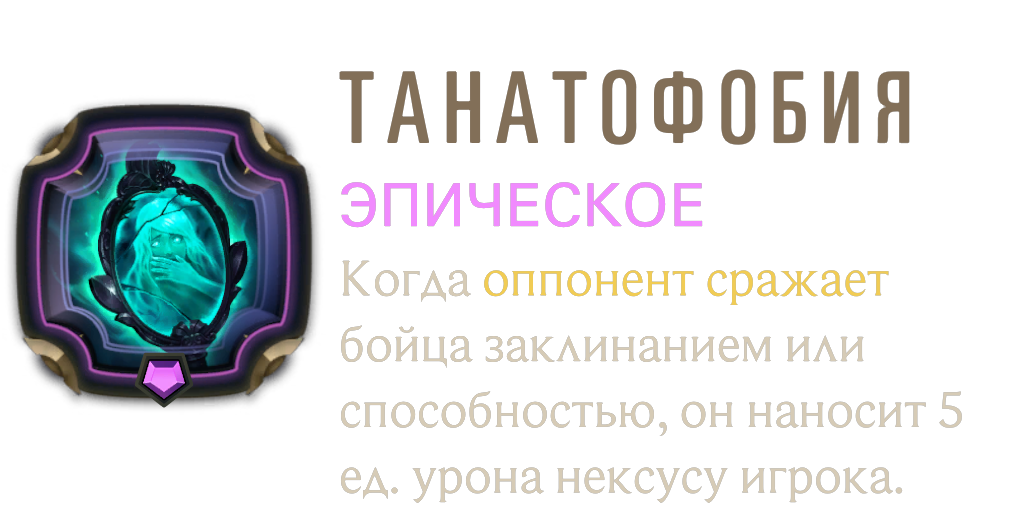 ТАНАТОФОБИЯ
ЭПИЧЕСКОЕ
Когда оппонент сражает
бойца заклинанием или
способностью, он наносит 5
ед. урона нексусу игрока.